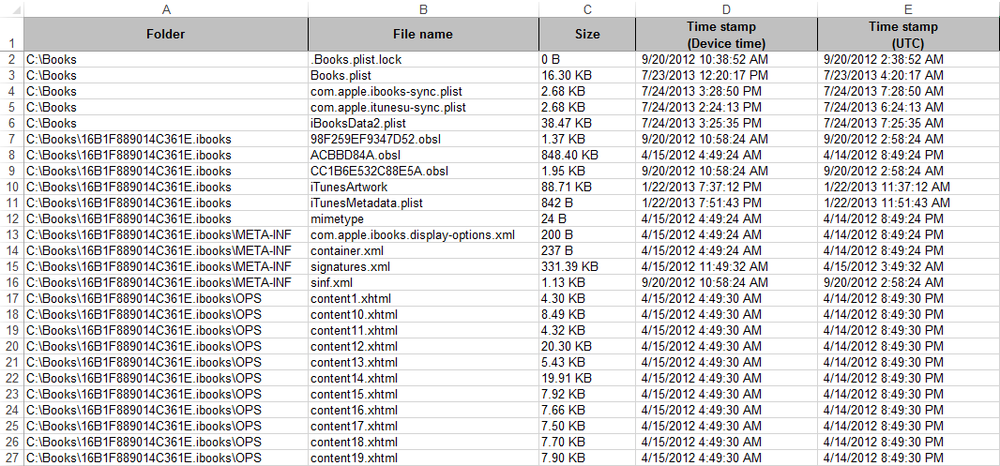 A B C D E
1 Folder File name Size Time stamp (Device time) Time stamp (UTC)
2 C:\Books .Books.plist.lock 0 B 9/20/2012 10:38:52 AM 9/20/2012 2:38:52 AM
3 C:\Books Books.plist 16.30 KB 7/23/2013 12:20:17 PM 7/23/2013 4:20:17 AM
4 C:\Books com.apple.ibooks-sync.plist 2.68 KB 7/24/2013 3:28:50 PM 7/24/2013 7:28:50 AM
5 C:\Books com.apple.itunesu-sync.plist 2.68 KB 7/24/2013 2:24:13 PM 7/24/2013 6:24:13 AM
6 C:\Books iBooksData2.plist 38.47 KB 7/24/2013 3:25:35 PM 7/24/2013 7:25:35 AM
7 C:\Books\16B1F889014C361E.ibooks 98F259EF9347D52.obsl 1.37 KB 9/20/2012 10:58:24 AM 9/20/2012 2:58:24 AM
8 C:\Books\16B1F889014C361E.ibooks ACBBD84A.obsl 848.40 KB 4/15/2012 4:49:24 AM 4/14/2012 8:49:24 PM
9 C:\Books\16B1F889014C361E.ibooks CC1B6E532C88E5A.obsl 1.95 KB 9/20/2012 10:58:24 AM 9/20/2012 2:58:24 AM
10 C:\Books\16B1F889014C361E.ibooks iTunesArtwork 88.71 KB 1/22/2013 7:37:12 PM 1/22/2013 11:37:12 AM
11 C:\Books\16B1F889014C361E.ibooks iTunesMetadata.plist 842 B 1/22/2013 7:51:43 PM 1/22/2013 11:51:43 AM
12 C:\Books\16B1F889014C361E.ibooks mimetype 24 B 4/15/2012 4:49:24 AM 4/14/2012 8:49:24 PM
13 C:\Books\16B1F889014C361E.ibooks\META-INF com.apple.ibooks.display-options.xml 200 B 4/15/2012 4:49:24 AM 4/14/2012 8:49:24 PM
14 C:\Books\16B1F889014C361E.ibooks\META-INF container.xml 237 B 4/15/2012 4:49:24 AM 4/14/2012 8:49:24 PM
15 C:\Books\16B1F889014C361E.ibooks\META-INF signatures.xml 331.39 KB 4/15/2012 11:49:32 AM 4/15/2012 3:49:32 AM
16 C:\Books\16B1F889014C361E.ibooks\META-INF sinf.xml 1.13 KB 9/20/2012 10:58:24 AM 9/20/2012 2:58:24 AM
17 C:\Books\16B1F889014C361E.ibooks\OPS content1.xhtml 4.30 KB 4/15/2012 4:49:30 AM 4/14/2012 8:49:30 PM
18 C:\Books\16B1F889014C361E.ibooks\OPS content10.xhtml 8.49 KB 4/15/2012 4:49:30 AM 4/14/2012 8:49:30 PM
19 C:\Books\16B1F889014C361E.ibooks\OPS content11.xhtml 4.32 KB 4/15/2012 4:49:30 AM 4/14/2012 8:49:30 PM
20 C:\Books\16B1F889014C361E.ibooks\OPS content12.xhtml 20.30 KB 4/15/2012 4:49:30 AM 4/14/2012 8:49:30 PM
21 C:\Books\16B1F889014C361E.ibooks\OPS content13.xhtml 5.43 KB 4/15/2012 4:49:30 AM 4/14/2012 8:49:30 PM
22 C:\Books\16B1F889014C361E.ibooks\OPS content14.xhtml 19.91 KB 4/15/2012 4:49:30 AM 4/14/2012 8:49:30 PM
23 C:\Books\16B1F889014C361E.ibooks\OPS content15.xhtml 7.92 KB 4/15/2012 4:49:30 AM 4/14/2012 8:49:30 PM
24 C:\Books\16B1F889014C361E.ibooks\OPS content16.xhtml 7.66 KB 4/15/2012 4:49:30 AM 4/14/2012 8:49:30 PM
25 C:\Books\16B1F889014C361E.ibooks\OPS content17.xhtml 7.50 KB 4/15/2012 4:49:30 AM 4/14/2012 8:49:30 PM
26 C:\Books\16B1F889014C361E.ibooks\OPS content18.xhtml 7.70 KB 4/15/2012 4:49:30 AM 4/14/2012 8:49:30 PM
27 C:\Books\16B1F889014C361E.ibooks\OPS content19.xhtml 7.90 KB 4/15/2012 4:49:30 AM 4/14/2012 8:49:30 PM